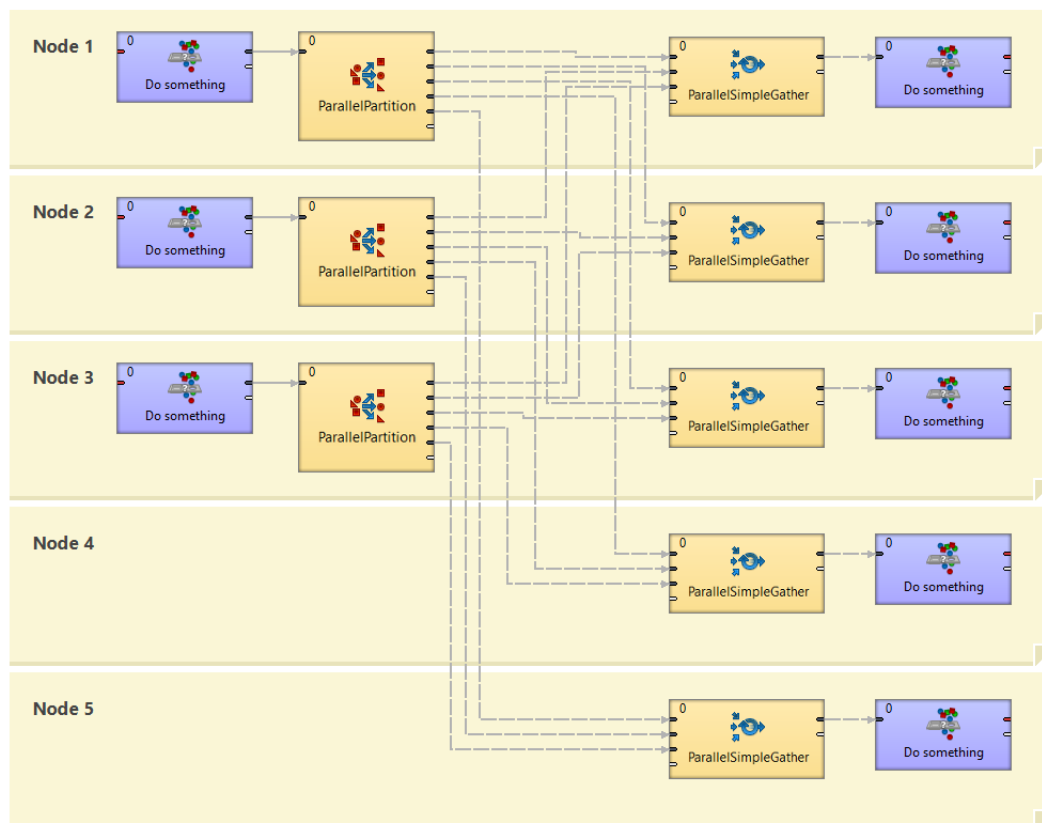 Node 1
0
Do something
0
ParallelPartition
0
ParallelSimpleGather
0
Do something
Node 2
0
Do something
0
ParallelPartition
0
ParallelSimpleGather
0
Do something
Node 3
0
Do something
0
ParallelPartition
0
ParallelSimpleGather
0
Do something
Node 4
0
ParallelSimpleGather
0
Do something
Node 5
0
ParallelSimpleGather
0
Do something